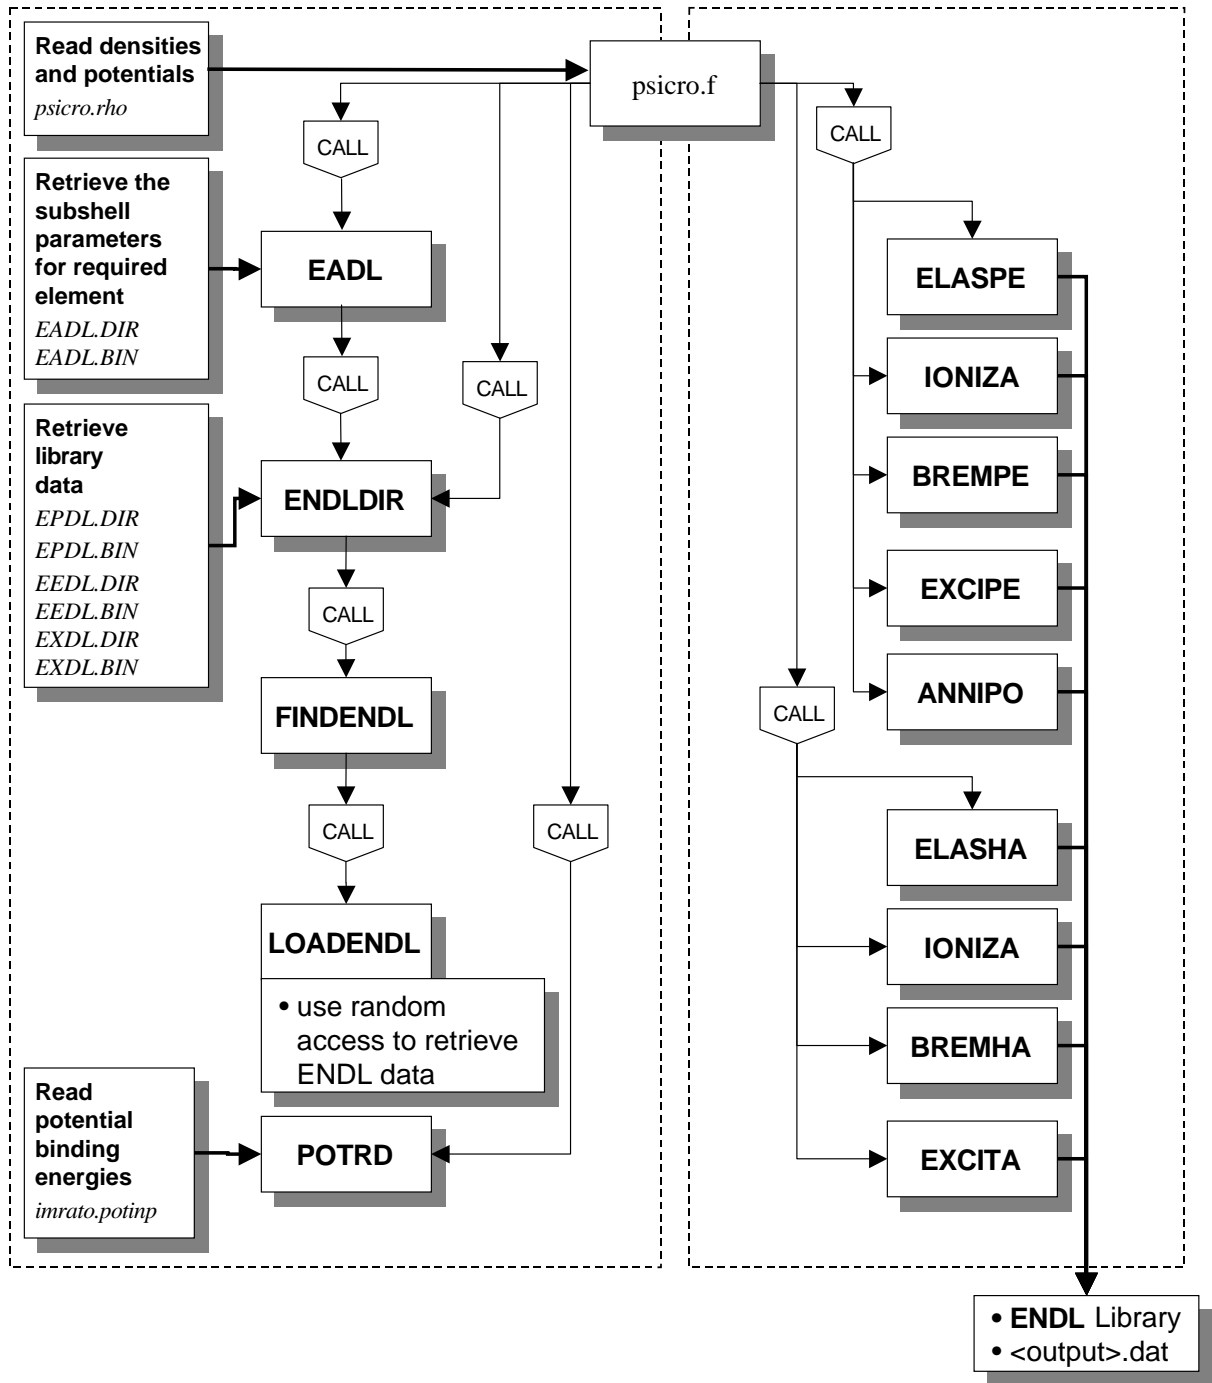 Read densities
and potentials
psicro.rho
psicro.f
CALL
CALL
Retrieve the
subshell
parameters
for required
element
EADL.DIR
EADL.BIN
EADL
CALL
CALL
Retrieve
library
data
EPDL.DIR
EPDL.BIN
EEDL.DIR
EEDL.BIN
EXDL.DIR
EXDL.BIN
ENDLDIR
CALL
FINDENDL
CALL
CALL
LOADENDL
• use random
access to retrieve
ENDL data
Read
potential
binding
energies
imrato.potinp
POTRD
ELASPE
IONIZA
BREMPE
EXCIPE
ANNIPO
CALL
ELASHA
IONIZA
BREMHA
EXCITA
• ENDL Library
• <output>.dat